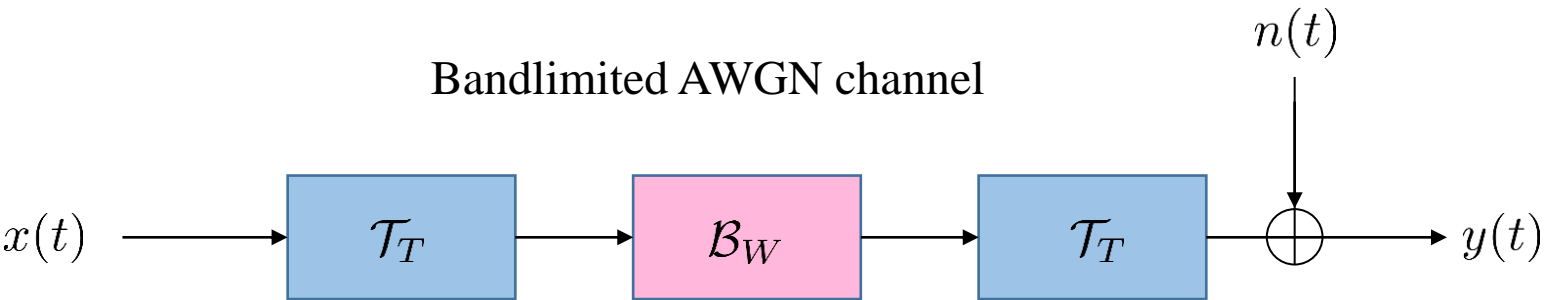 n(t)
Bandlimited AWGN channel
x(t) 𝒯_T ℬ_W 𝒯_T y(t)